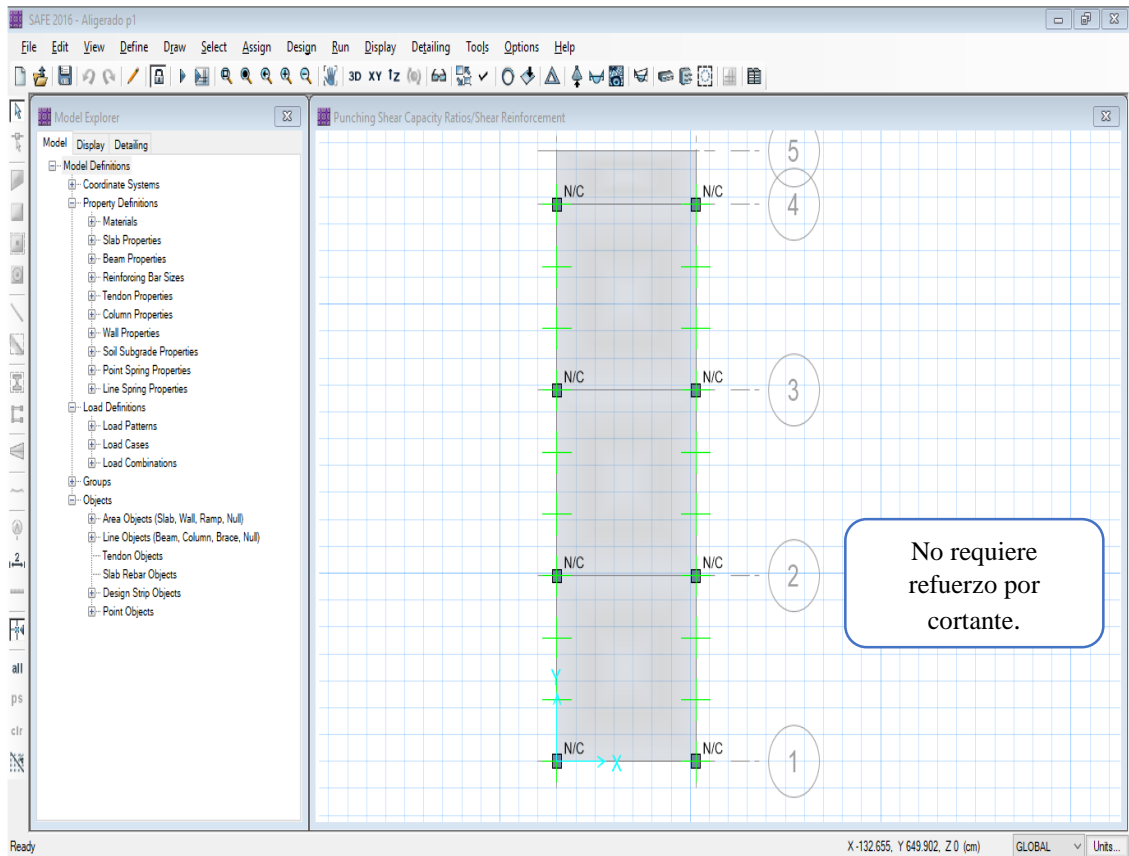 SAFE 2016 - Aligerado p1
File Edit View Define Draw Select Assign Design Run Display Detailing Tools Options Help
3D XY ↑Z
Model Explorer
Model Display Detailing
Model Definitions
Coordinate Systems
Property Definitions
Materials
Slab Properties
Beam Properties
Reinforcing Bar Sizes
Tendon Properties
Column Properties
Wall Properties
Soil Subgrade Properties
Point Spring Properties
Line Spring Properties
Load Definitions
Load Patterns
Load Cases
Load Combinations
Groups
Objects
Area Objects (Slab, Wall, Ramp, Null)
Line Objects (Beam, Column, Brace, Null)
Tendon Objects
Slab Rebar Objects
Design Strip Objects
Point Objects
2
all
ps
clr
Punching Shear Capacity Ratios/Shear Reinforcement
5
N/C N/C
4
N/C N/C
3
N/C N/C
2
Y
N/C N/C
X
1
No requiere
refuerzo por
cortante.
Ready
X -132.655, Y 649.902, Z 0 (cm) GLOBAL Units...